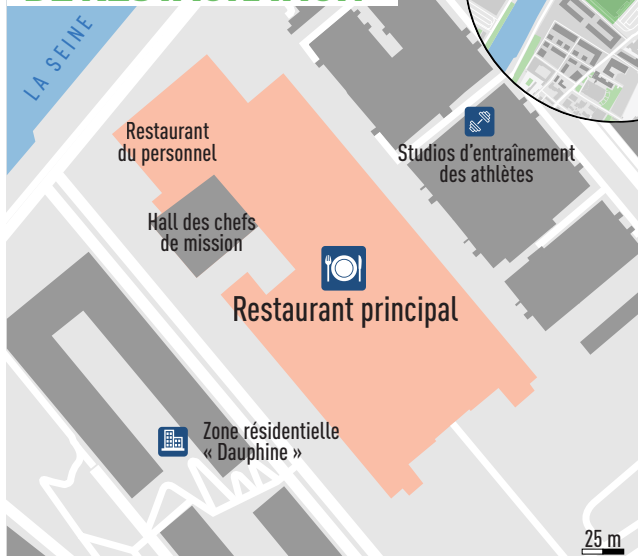 LA SEINE
Restaurant
du personnel
Studios d'entraînement
des athlètes
Hall des chefs
de mission
Restaurant principal
Zone résidentielle
« Dauphine »
25 m